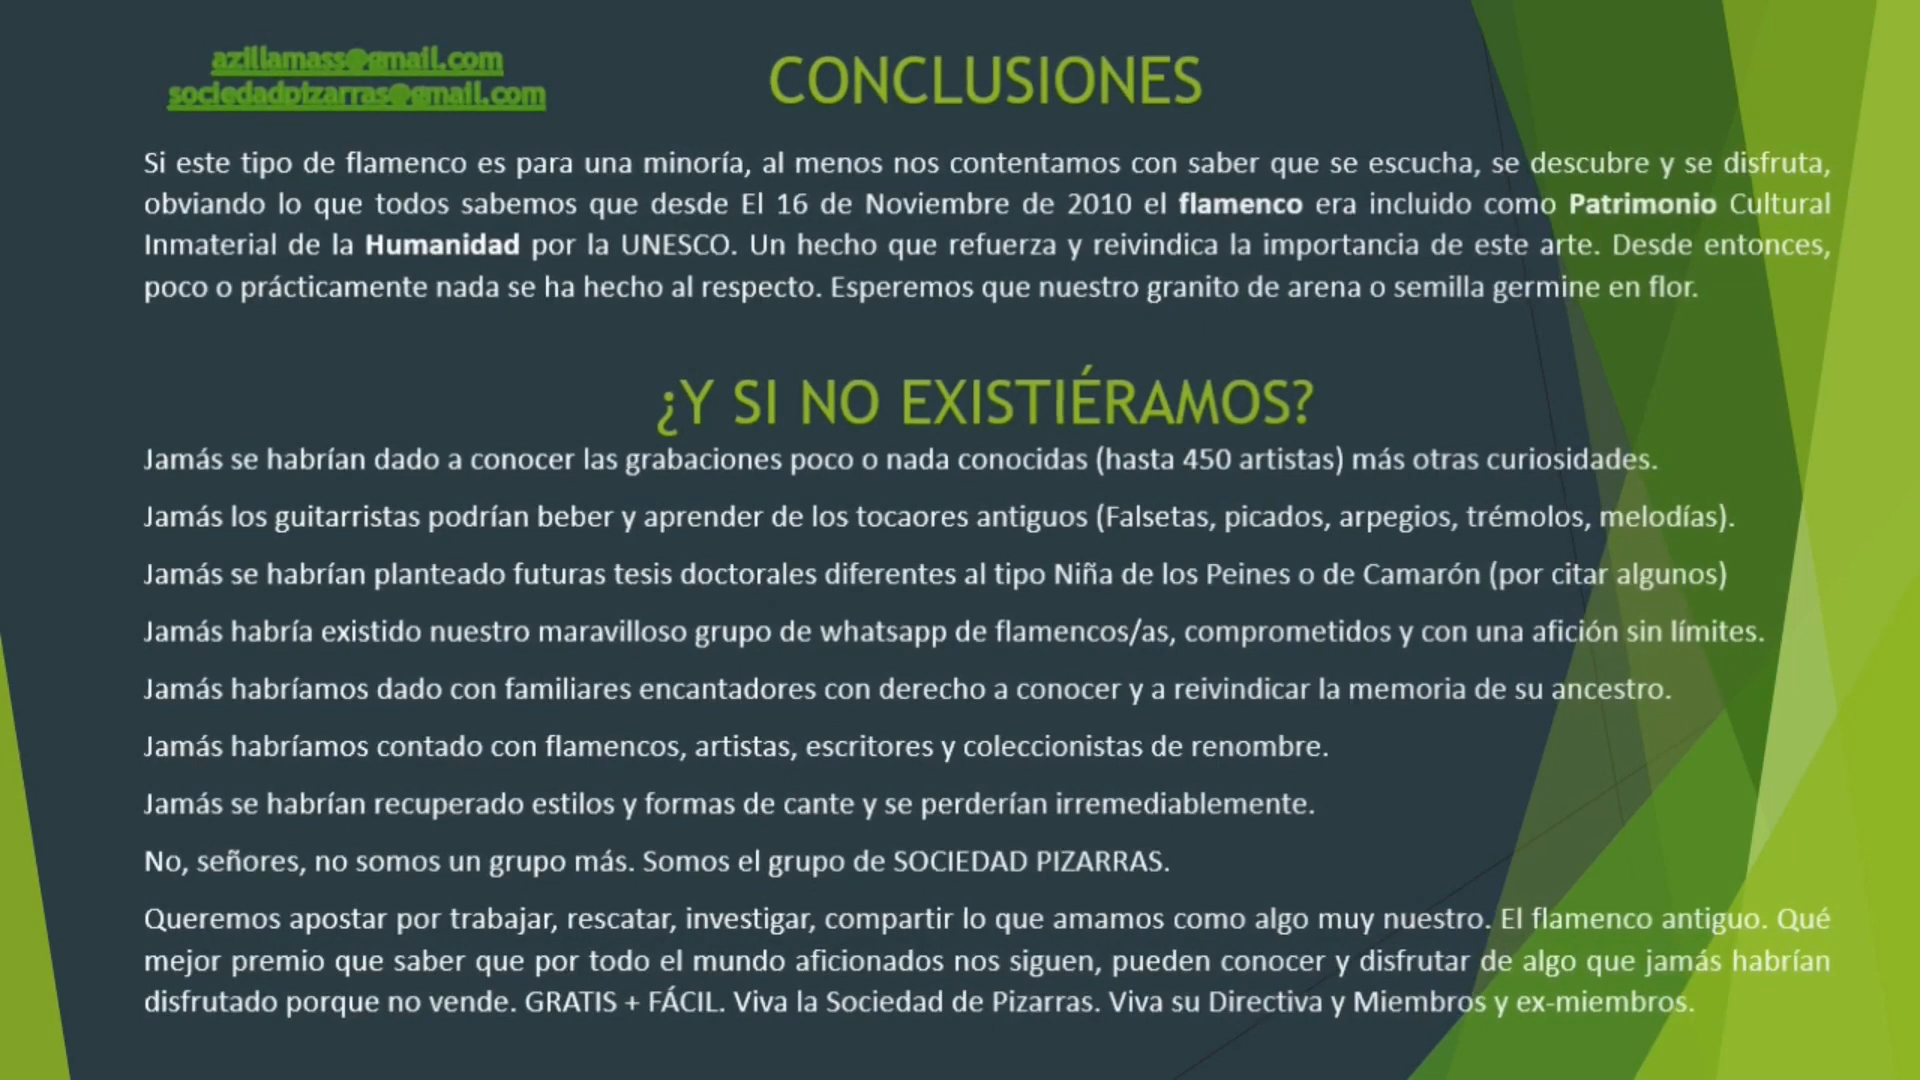 azillamass@gmail.com
sociedadpizarras@gmail.com
CONCLUSIONES
Si este tipo de flamenco es para una minoría, al menos nos contentamos con saber que se escucha, se descubre y se disfruta,
obviando lo que todos sabemos que desde El 16 de Noviembre de 2010 el flamenco era incluido como Patrimonio Cultural
Inmaterial de la Humanidad por la UNESCO. Un hecho que refuerza y reivindica la importancia de este arte. Desde entonces,
poco o prácticamente nada se ha hecho al respecto. Esperemos que nuestro granito de arena o semilla germine en flor.
¿Y SI NO EXISTIÉRAMOS?
Jamás se habrían dado a conocer las grabaciones poco o nada conocidas (hasta 450 artistas) más otras curiosidades.
Jamás los guitarristas podrían beber y aprender de los tocaores antiguos (Falsetas, picados, arpegios, trémolos, melodías).
Jamás se habrían planteado futuras tesis doctorales diferentes al tipo Niña de los Peines o de Camarón (por citar algunos)
Jamás habría existido nuestro maravilloso grupo de whatsapp de flamencos/as, comprometidos y con una afición sin límites.
Jamás habríamos dado con familiares encantadores con derecho a conocer y a reivindicar la memoria de su ancestro.
Jamás habríamos contado con flamencos, artistas, escritores y coleccionistas de renombre.
Jamás se habrían recuperado estilos y formas de cante y se perderían irremediablemente.
No, señores, no somos un grupo más. Somos el grupo de SOCIEDAD PIZARRAS.
Queremos apostar por trabajar, rescatar, investigar, compartir lo que amamos como algo muy nuestro. El flamenco antiguo. Qué
mejor premio que saber que por todo el mundo aficionados nos siguen, pueden conocer y disfrutar de algo que jamás habrían
disfrutado porque no vende. GRATIS + FÁCIL. Viva la Sociedad de Pizarras. Viva su Directiva y Miembros y ex-miembros.